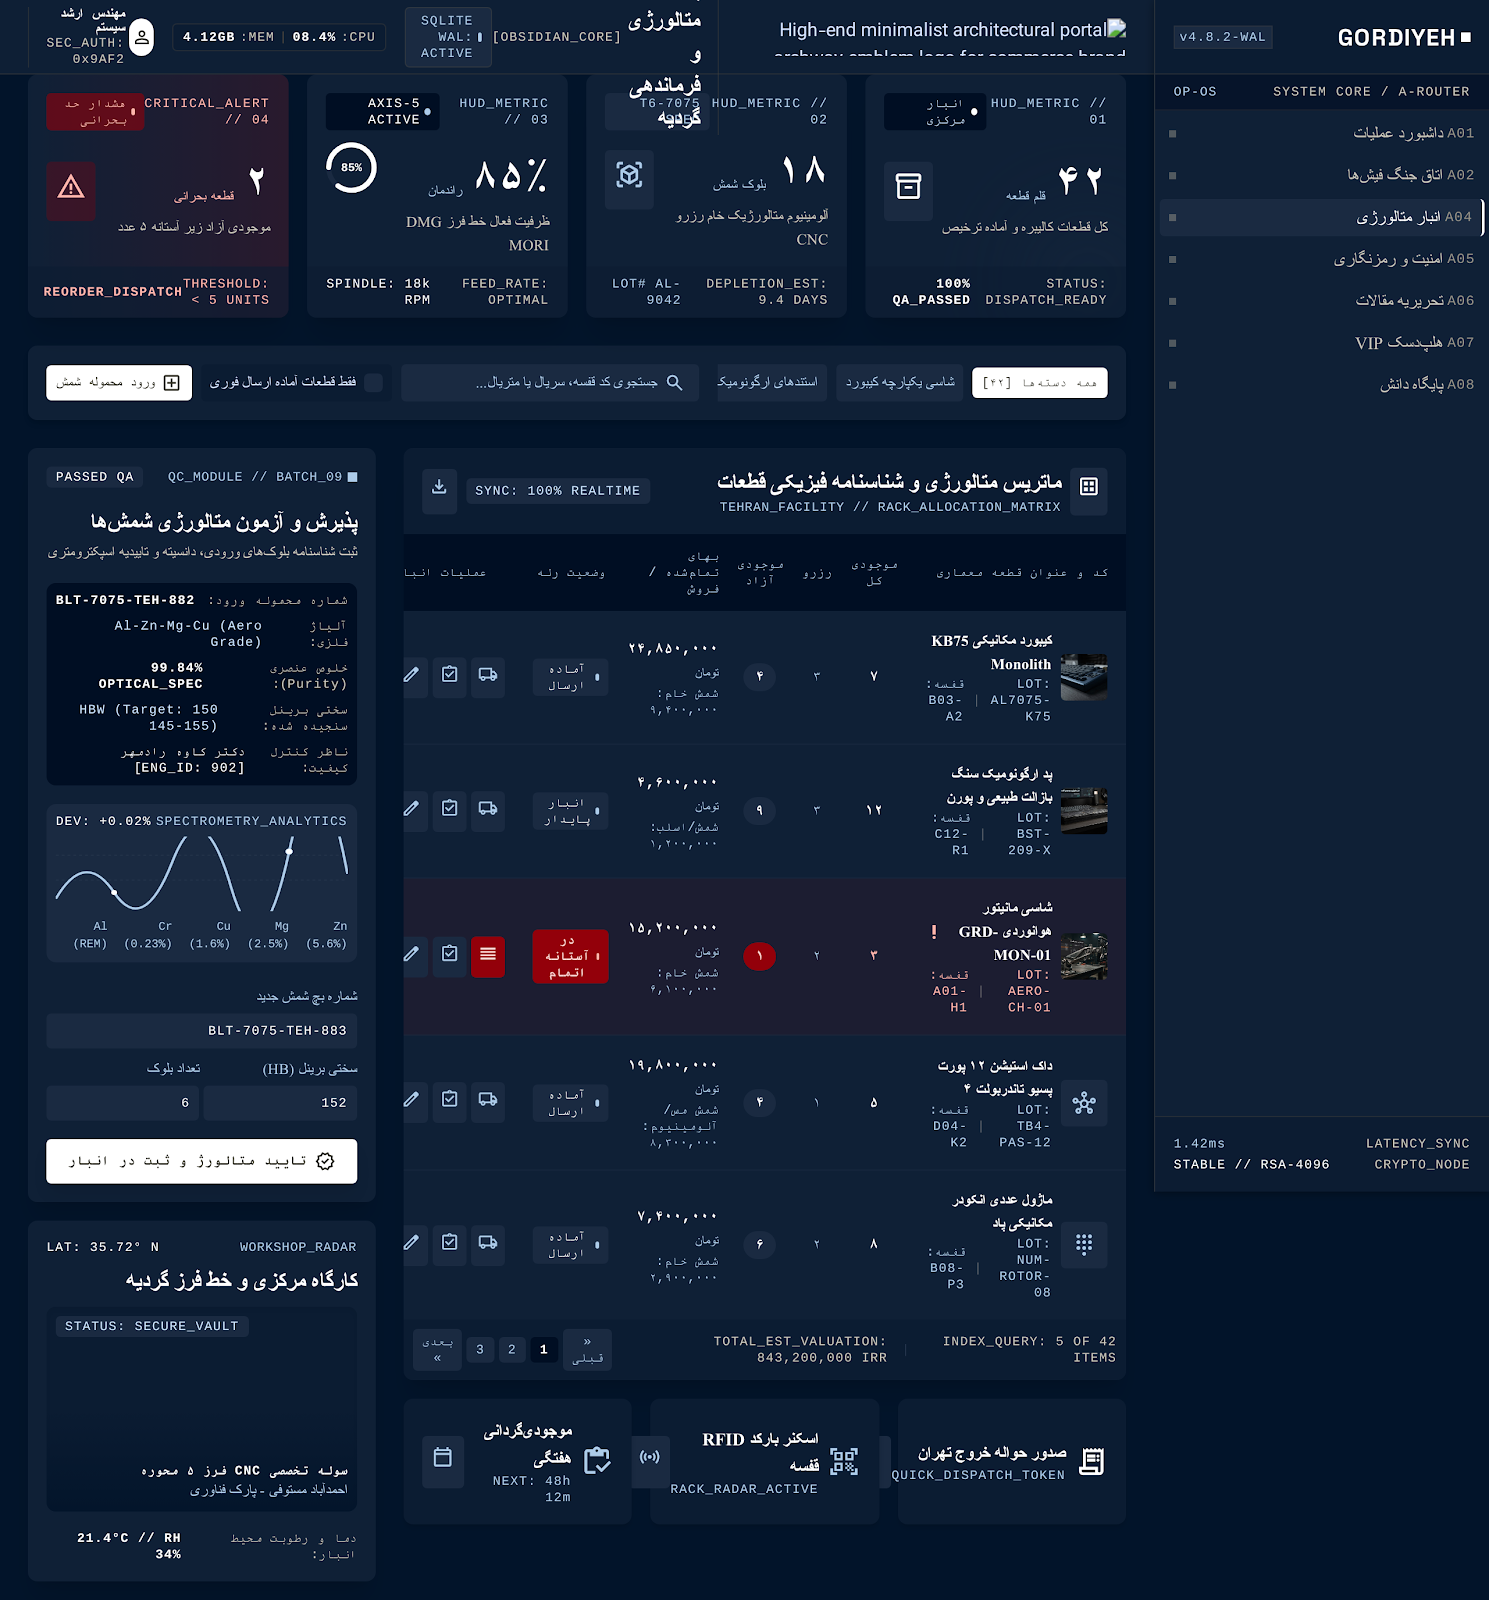 GORDIYEH
v4.8.2-WAL
SYSTEM CORE / A-ROUTER
OP-OS
A01 داشبورد عملیات
A02 اتاق جنگ فیش‌ها
A04 انبار متالورژی
A05 امنیت و رمزنگاری
A06 تحریریه مقالات
A07 هلپ‌دسک VIP
A08 پایگاه دانش
LATENCY_SYNC
1.42ms
CRYPTO_NODE
STABLE // RSA-4096
High-end minimalist architectural portal
archway emblem logo for commerce brand
متالورژی
و
فرماندهی
گردیه
[OBSIDIAN_CORE]
SQLITE
WAL:
ACTIVE
CPU: 08.4% | MEM: 4.12GB
مهندس ارشد
سیستم
SEC_AUTH:
0x9AF2
HUD_METRIC //
01
انبار
مرکزی
۴۲
قلم قطعه
کل قطعات کالیبره و آماده ترخیص
STATUS:
DISPATCH_READY
100%
QA_PASSED
HUD_METRIC //
02
T6-7075
۱۸
بلوک شمش
آلومینیوم متالورژیک خام رزرو
CNC
DEPLETION_EST:
9.4 DAYS
LOT# AL-
9042
HUD_METRIC
// 03
AXIS-5
ACTIVE
۸۵٪
راندمان
85%
ظرفیت فعال خط فرز DMG
MORI
FEED_RATE:
OPTIMAL
SPINDLE: 18k
RPM
CRITICAL_ALERT
// 04
هشدار حد
بحرانی
۲
قطعه بحرانی
موجودی آزاد زیر آستانه ۵ عدد
THRESHOLD:
< 5 UNITS
REORDER_DISPATCH
همه دسته‌ها [۴۲]
شاسی یکپارچه کیبورد
استندهای ارگونومیک
جستجوی کد قفسه، سریال یا متریال...
فقط قطعات آماده ارسال فوری
ورود محموله شمش
ماتریس متالورژی و شناسنامه فیزیکی قطعات
TEHRAN_FACILITY // RACK_ALLOCATION_MATRIX
SYNC: 100% REALTIME
کد و عنوان قطعه معماری
موجودی
کل
رزرو
موجودی
آزاد
بهای
تمام‌شده /
فروش
وضعیت رله
عملیات انبا
کیبورد مکانیکی KB75
Monolith
LOT:
AL7075-
K75
|
قفسه:
B03-
A2
۷
۳
۴
۲۴,۸۵۰,۰۰۰
تومان
شمش خام:
۹,۴۰۰,۰۰۰
آماده
ارسال
پد ارگونومیک سنگ
بازالت طبیعی و یورن
LOT:
BST-
209-X
|
قفسه:
C12-
R1
۱۲
۳
۹
۴,۶۰۰,۰۰۰
تومان
شمش/اسلب:
۱,۲۰۰,۰۰۰
انبار
پایدار
شاسی مانیتور
هوانوردی GRD-
MON-01
!
LOT:
AERO-
CH-01
|
قفسه:
A01-
H1
۳
۲
۱
۱۵,۲۰۰,۰۰۰
تومان
شمش خام:
۶,۱۰۰,۰۰۰
در
آستانه
اتمام
داک استیشن ۱۲ پورت
پسیو تاندربولت ۴
LOT:
TB4-
PAS-12
|
قفسه:
D04-
K2
۵
۱
۴
۱۹,۸۰۰,۰۰۰
تومان
شمش مس/
آلومینیوم:
۸,۳۰۰,۰۰۰
آماده
ارسال
ماژول عددی انکودر
مکانیکی پاد
LOT:
NUM-
ROTOR-
08
|
قفسه:
B08-
P3
۸
۲
۶
۷,۴۰۰,۰۰۰
تومان
شمش خام:
۲,۹۰۰,۰۰۰
آماده
ارسال
INDEX_QUERY: 5 OF 42
ITEMS
TOTAL_EST_VALUATION:
843,200,000 IRR
«
قبلی
1
2
3
بعدی
»
صدور حواله خروج تهران
QUICK_DISPATCH_TOKEN
اسکنر بارکد RFID
قفسه
RACK_RADAR_ACTIVE
موجودی‌گردانی
هفتگی
NEXT: 48h
12m
QC_MODULE // BATCH_09
PASSED QA
پذیرش و آزمون متالورژی شمش‌ها
ثبت شناسنامه بلوک‌های ورودی، دانسیته و تاییدیه اسپکترومتری
شماره محموله ورود:
BLT-7075-TEH-882
آلیاژ
فلزی:
Al-Zn-Mg-Cu (Aero
Grade)
خلوص عنصری
(Purity):
99.84%
OPTICAL_SPEC
سختی برینل
سنجیده شده:
HBW (Target: 150
145-155)
ناظر کنترل
کیفیت:
دکتر کاوه رادمهر
[ENG_ID: 902]
SPECTROMETRY_ANALYTICS
DEV: +0.02%
Zn
(5.6%)
Mg
(2.5%)
Cu
(1.6%)
Cr
(0.23%)
Al
(REM)
شماره بچ شمش جدید
BLT-7075-TEH-883
سختی برینل (HB)
تعداد بلوک
152
6
تایید متالورژ و ثبت در انبار
WORKSHOP_RADAR
LAT: 35.72° N
کارگاه مرکزی و خط فرز گردیه
STATUS: SECURE_VAULT
سوله تخصصی CNC فرز ۵ محوره
احمدآباد مستوفی - پارک فناوری
دما و رطوبت محیط
انبار:
21.4°C // RH
34%